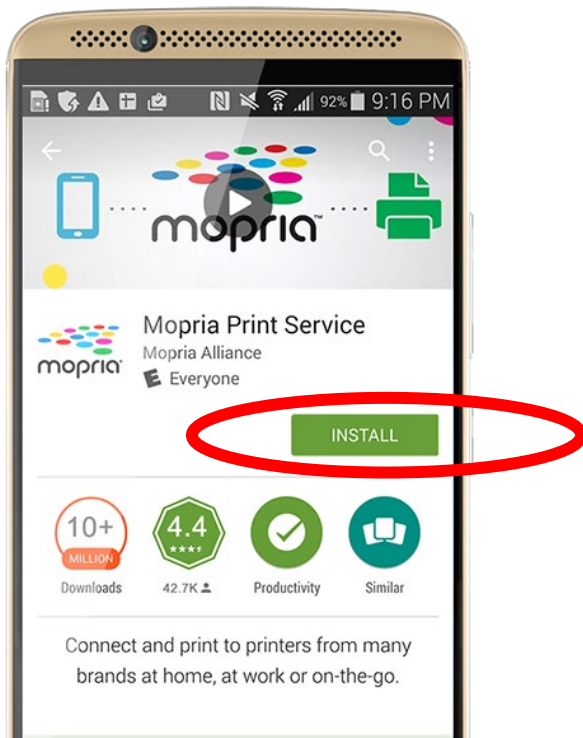 92% 9:16 PM
mopria™
Mopria Print Service
mopria
Mopria Alliance
E Everyone
INSTALL
10+
MILLION
4.4
Downloads
42.7K
Productivity
Similar
Connect and print to printers from many
brands at home, at work or on-the-go.